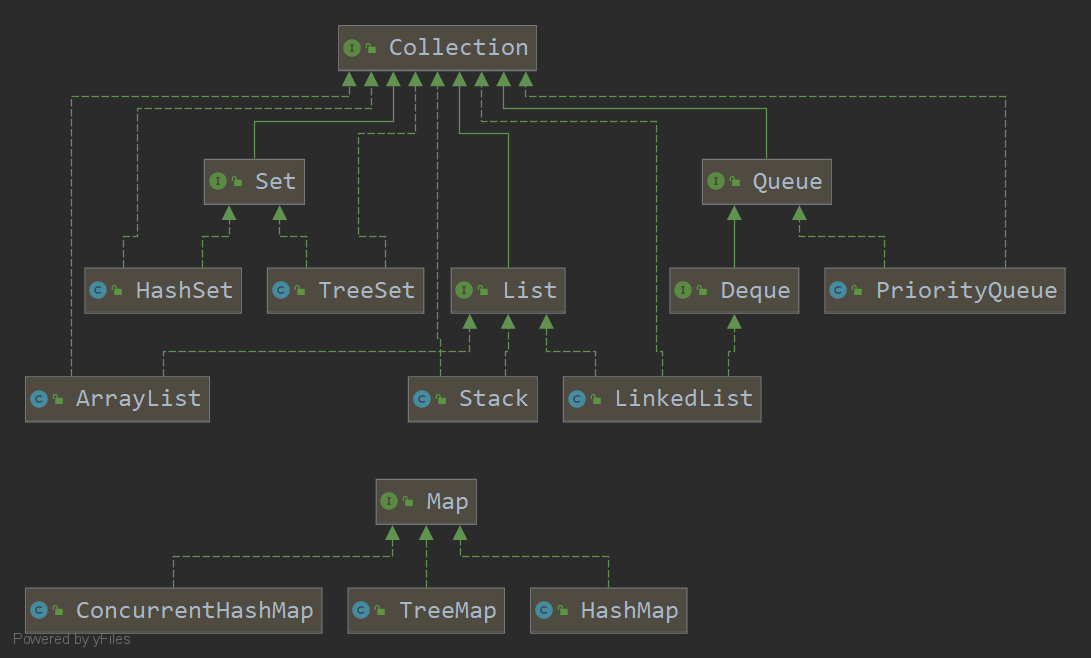 Collection
Set
Queue
HashSet
TreeSet
List
Deque
PriorityQueue
ArrayList
Stack
LinkedList
Map
ConcurrentHashMap
TreeMap
HashMap
Powered by yFiles